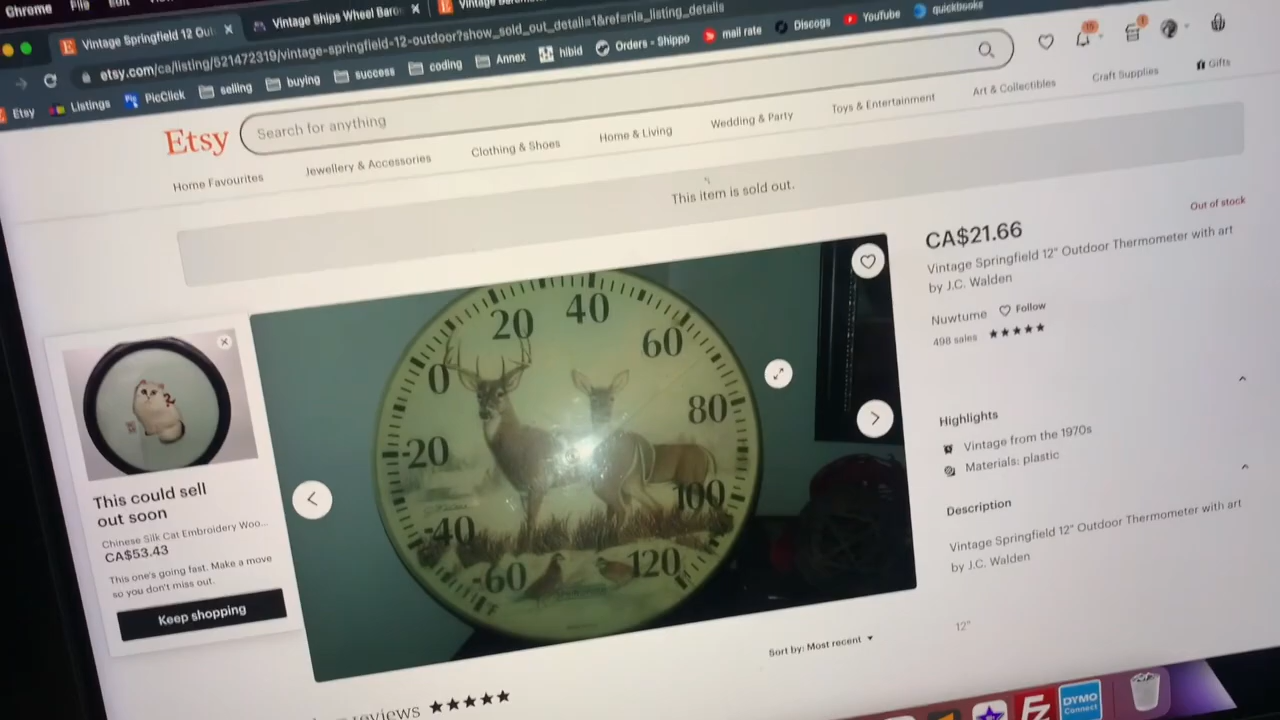 Chrome File Edit
Vintage Springfield 12 Out
Vintage Ships Wheel Baro
etsy.com/ca/listing/521472319/vintage-springfield-12-outdoor?show_sold_out_detail=1&ref=nla_listing_details
Etsy
Listings
PicClick
selling
buying
success
coding
Annex
hibid
Orders - Shippo
mail rate
Discogs
YouTube
quickbooks
Etsy
Search for anything
Home Favourites
Jewellery & Accessories
Clothing & Shoes
Home & Living
Wedding & Party
Toys & Entertainment
Art & Collectibles
Craft Supplies
Gifts
This item is sold out.
Out of stock
CA$21.66
Vintage Springfield 12" Outdoor Thermometer with art
by J.C. Walden
Nuwtume
Follow
498 sales ★★★★★
Highlights
Vintage from the 1970s
Materials: plastic
Description
Vintage Springfield 12" Outdoor Thermometer with art
by J.C. Walden
12"
-60
-40
-20
0
20
40
60
80
100
120
°F
This could sell
out soon
Chinese Silk Cat Embroidery Woo...
CA$53.43
This one's going fast. Make a move
so you don't miss out.
Keep shopping
Sort by: Most recent
reviews ★★★★★
FZ
DYMO
Connect